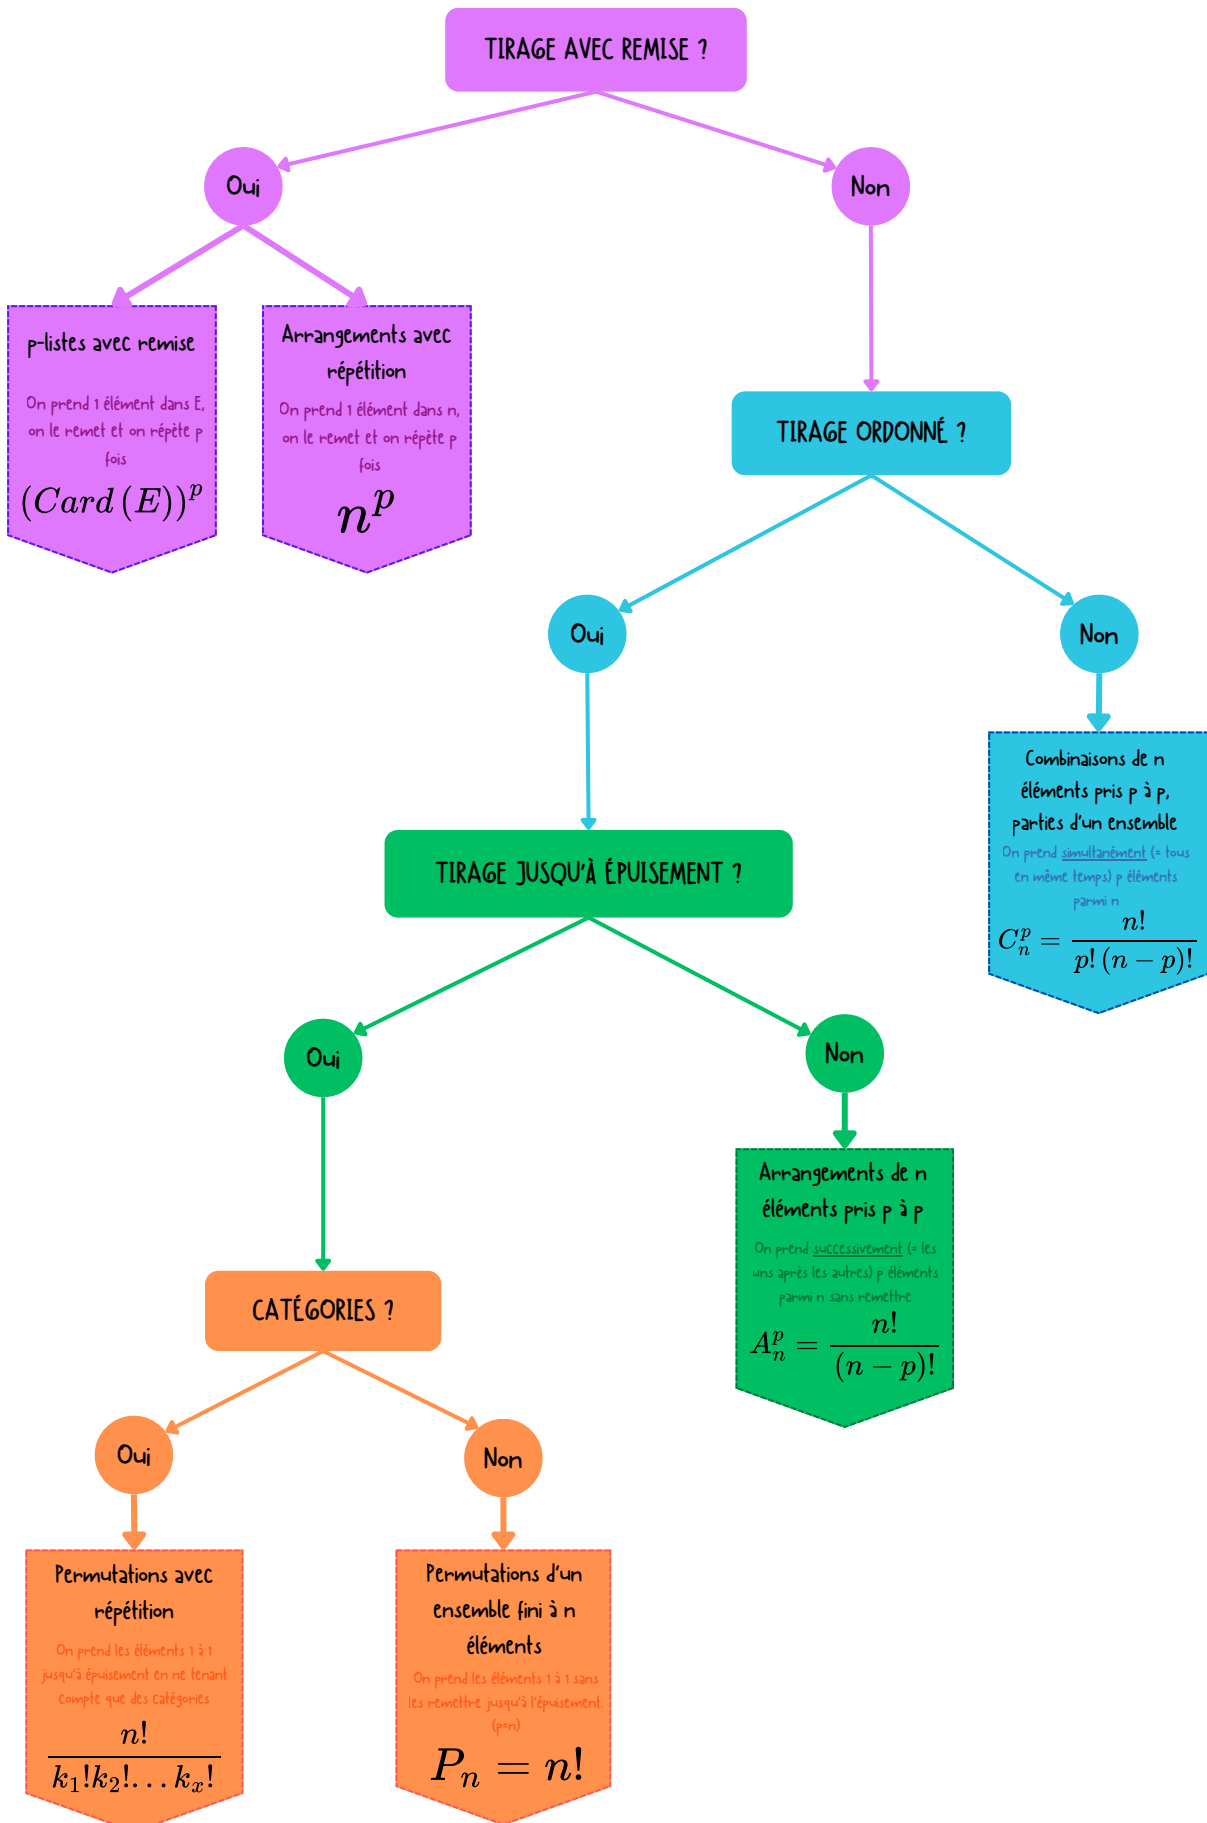 TIRAGE AVEC REMISE ?
Oui
Non
p-listes avec remise
On prend 1 élément dans E,
on le remet et on répète p
fois
(Card (E))^p
Arrangements avec
répétition
On prend 1 élément dans n,
on le remet et on répète p
fois
n^p
TIRAGE ORDONNÉ ?
Oui
Non
Combinaisons de n
éléments pris p à p,
parties d'un ensemble
On prend simultanément (= tous
en même temps) p éléments
parmi n
C_n^p = n! / (p! (n − p)!)
TIRAGE JUSQU'À ÉPUISEMENT ?
Oui
Non
Arrangements de n
éléments pris p à p
On prend successivement (= les
uns après les autres) p éléments
parmi n sans remettre
A_n^p = n! / (n − p)!
CATÉGORIES ?
Oui
Non
Permutations avec
répétition
On prend les éléments 1 à 1
jusqu'à épuisement en ne tenant
compte que des catégories
n! / (k_1! k_2! . . . k_x!)
Permutations d'un
ensemble fini à n
éléments
On prend les éléments 1 à 1 sans
les remettre jusqu'à l'épuisement.
(p=n)
P_n = n!